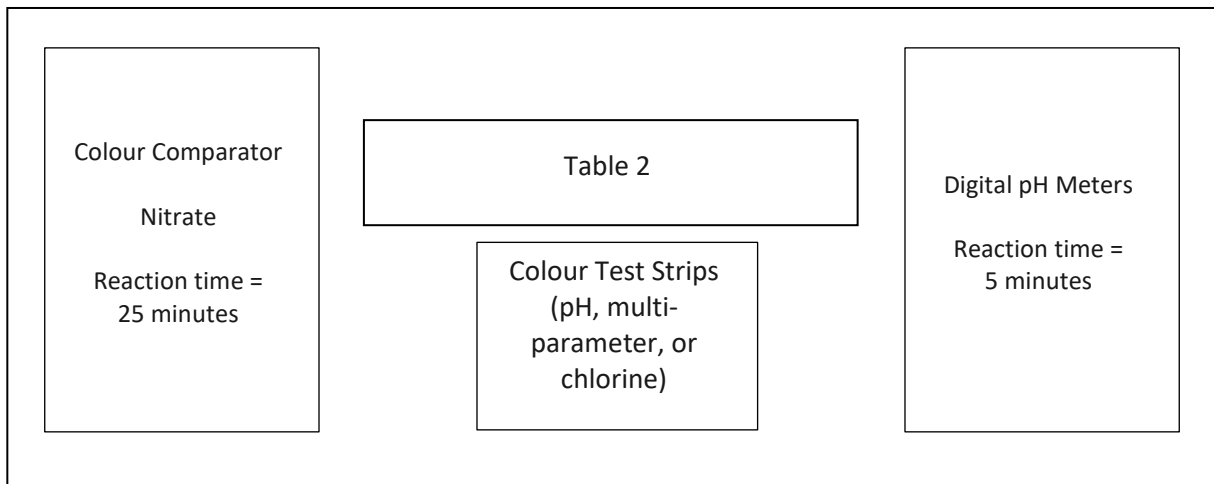 Colour Comparator
Nitrate
Reaction time =
25 minutes
Table 2
Colour Test Strips
(pH, multi-
parameter, or
chlorine)
Digital pH Meters
Reaction time =
5 minutes